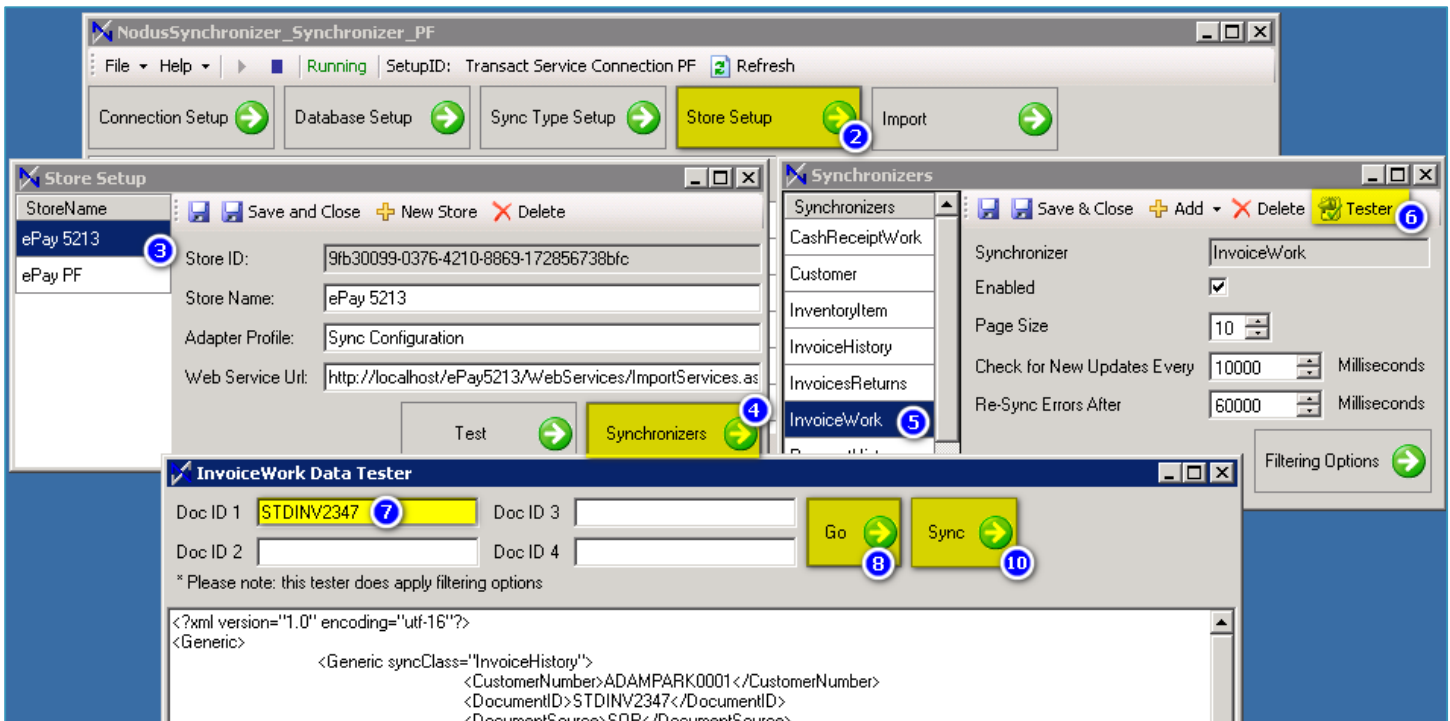 NodusSynchronizer_Synchronizer_PF
File Help Running SetupID: Transact Service Connection PF Refresh
Connection Setup Database Setup Sync Type Setup Store Setup 2 Import
Store Setup
StoreName
ePay 5213 3
ePay PF
Save and Close New Store Delete
Store ID: 9fb30099-0376-4210-8869-172856738bfc
Store Name: ePay 5213
Adapter Profile: Sync Configuration
Web Service Url: http://localhost/ePay5213/WebServices/ImportServices.as
Test Synchronizers 4
Synchronizers
Synchronizers
CashReceiptWork
Customer
InventoryItem
InvoiceHistory
InvoicesReturns
InvoiceWork 5
Save & Close Add Delete Tester 6
Synchronizer InvoiceWork
Enabled
Page Size 10
Check for New Updates Every 10000 Milliseconds
Re-Sync Errors After 60000 Milliseconds
Filtering Options
InvoiceWork Data Tester
Doc ID 1 STDINV2347 7 Doc ID 3
Doc ID 2 Doc ID 4
Go 8 Sync 10
* Please note: this tester does apply filtering options
<?xml version="1.0" encoding="utf-16"?>
<Generic>
<Generic syncClass="InvoiceHistory">
<CustomerNumber>ADAMPARK0001</CustomerNumber>
<DocumentID>STDINV2347</DocumentID>
<DocumentSource>SOP</DocumentSource>